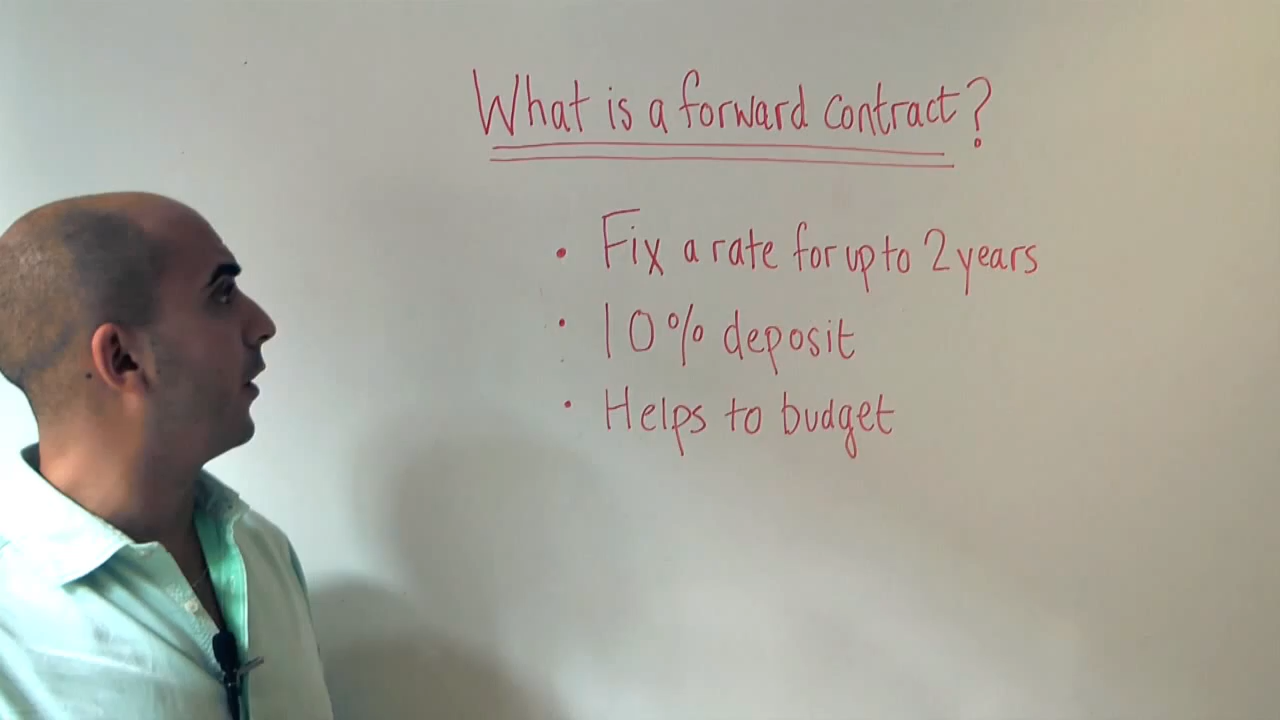 What is a forward contract?
• Fix a rate for up to 2 years
• 10% deposit
• Helps to budget